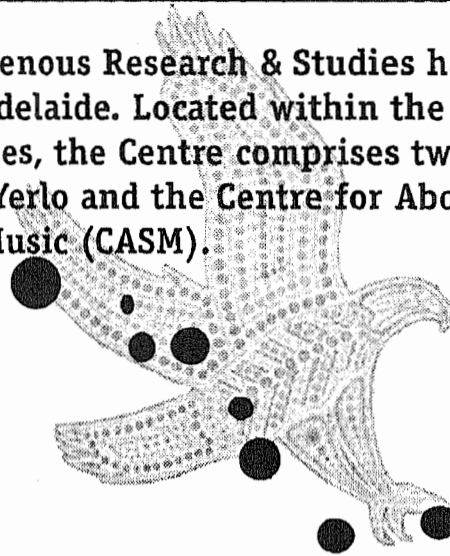 enous Research & Studies h
delaide. Located within the
es, the Centre comprises tw
Yerlo and the Centre for Abo
usic (CASM).